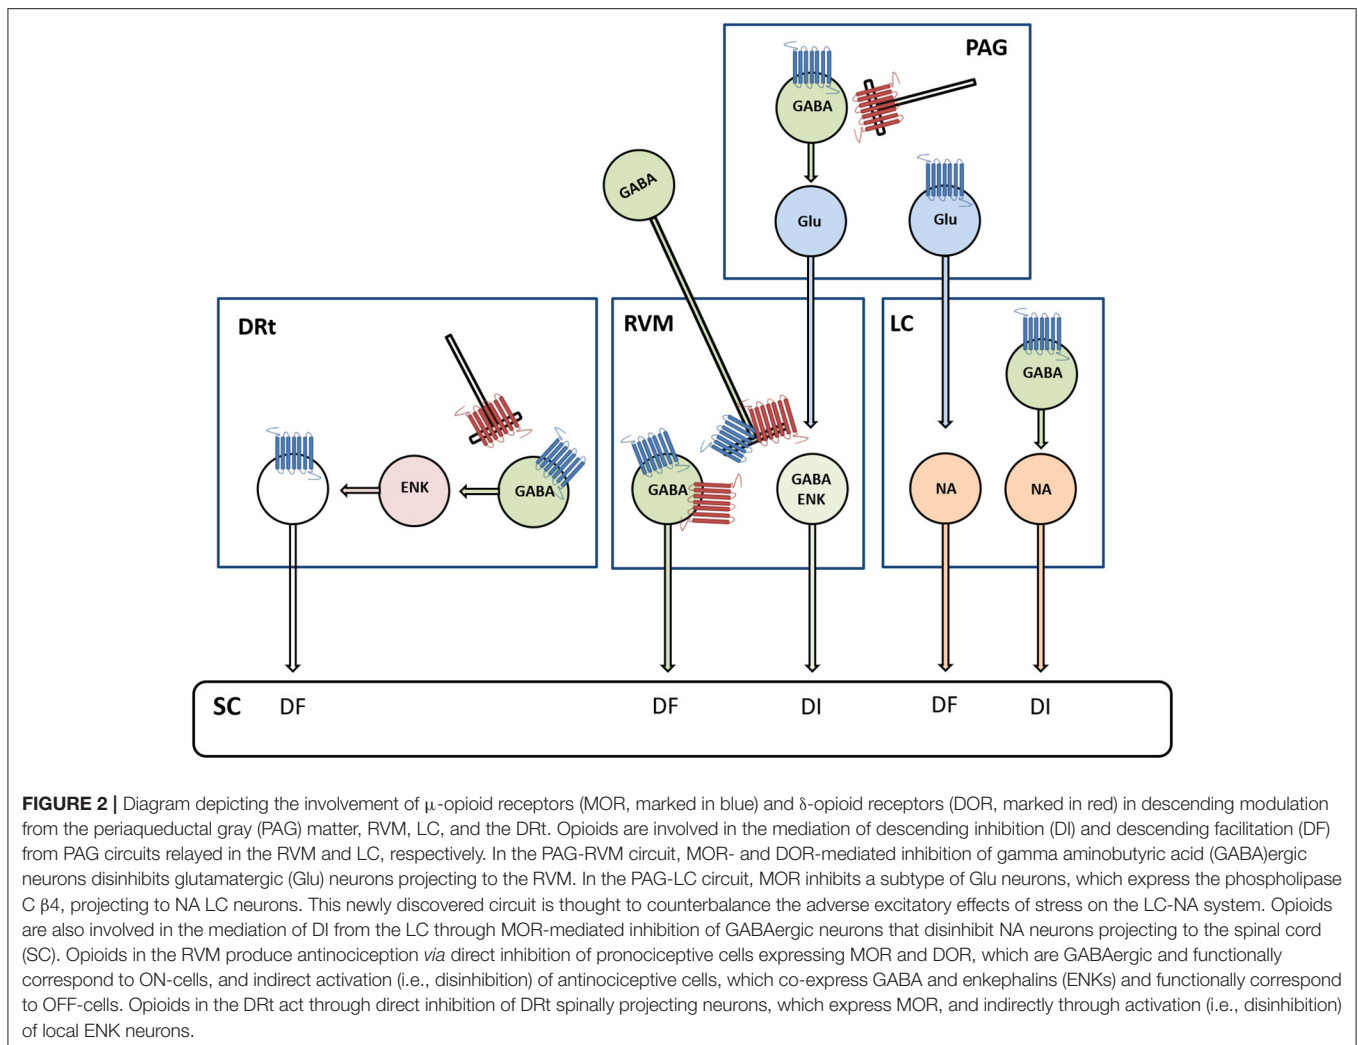 PAG
GABA
Glu
Glu
GABA
DRt
RVM
LC
GABA
ENK
GABA
GABA
GABA
ENK
NA
NA
SC
DF
DF
DI
DF
DI
FIGURE 2 | Diagram depicting the involvement of μ-opioid receptors (MOR, marked in blue) and δ-opioid receptors (DOR, marked in red) in descending modulation
from the periaqueductal gray (PAG) matter, RVM, LC, and the DRt. Opioids are involved in the mediation of descending inhibition (DI) and descending facilitation (DF)
from PAG circuits relayed in the RVM and LC, respectively. In the PAG-RVM circuit, MOR- and DOR-mediated inhibition of gamma aminobutyric acid (GABA)ergic
neurons disinhibits glutamatergic (Glu) neurons projecting to the RVM. In the PAG-LC circuit, MOR inhibits a subtype of Glu neurons, which express the phospholipase
C β4, projecting to NA LC neurons. This newly discovered circuit is thought to counterbalance the adverse excitatory effects of stress on the LC-NA system. Opioids
are also involved in the mediation of DI from the LC through MOR-mediated inhibition of GABAergic neurons that disinhibit NA neurons projecting to the spinal cord
(SC). Opioids in the RVM produce antinociception via direct inhibition of pronociceptive cells expressing MOR and DOR, which are GABAergic and functionally
correspond to ON-cells, and indirect activation (i.e., disinhibition) of antinociceptive cells, which co-express GABA and enkephalins (ENKs) and functionally correspond
to OFF-cells. Opioids in the DRt act through direct inhibition of DRt spinally projecting neurons, which express MOR, and indirectly through activation (i.e., disinhibition)
of local ENK neurons.